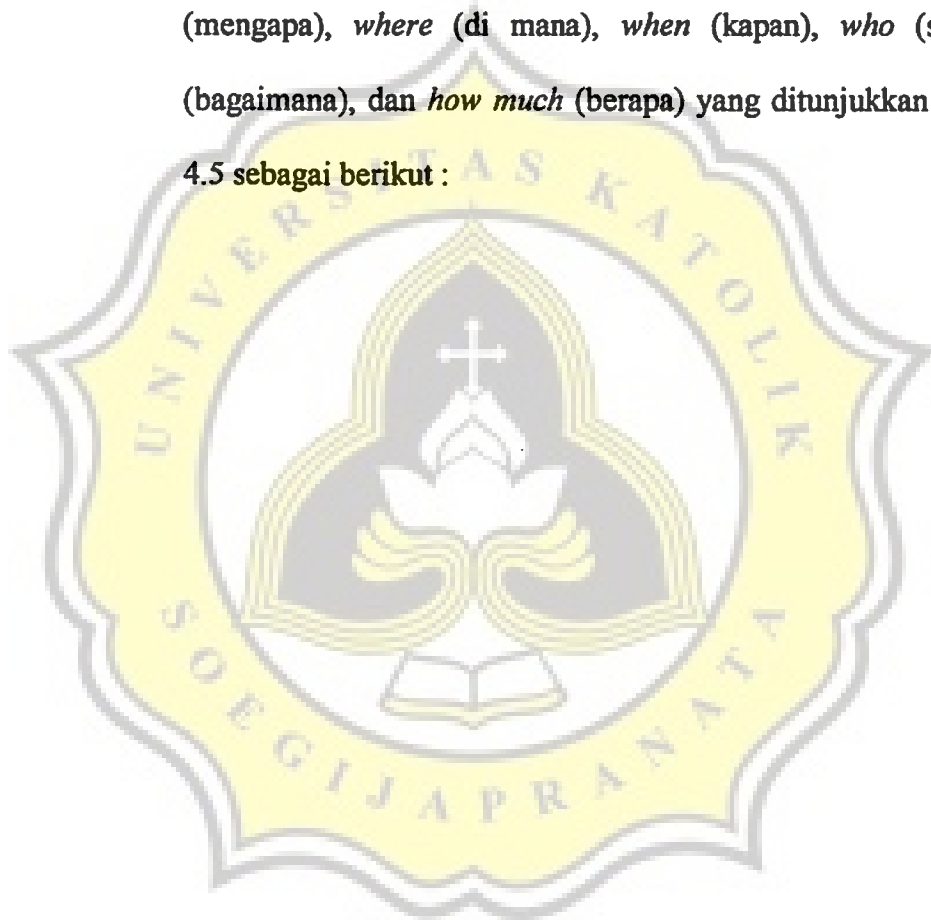 (mengapa), where (di mana), when (kapan), who
(bagaimana), dan how much (berapa) yang ditunjukkan
4.5 sebagai berikut :
UNIVERSITAS KATOLIK
SOEGIJAPRANATA